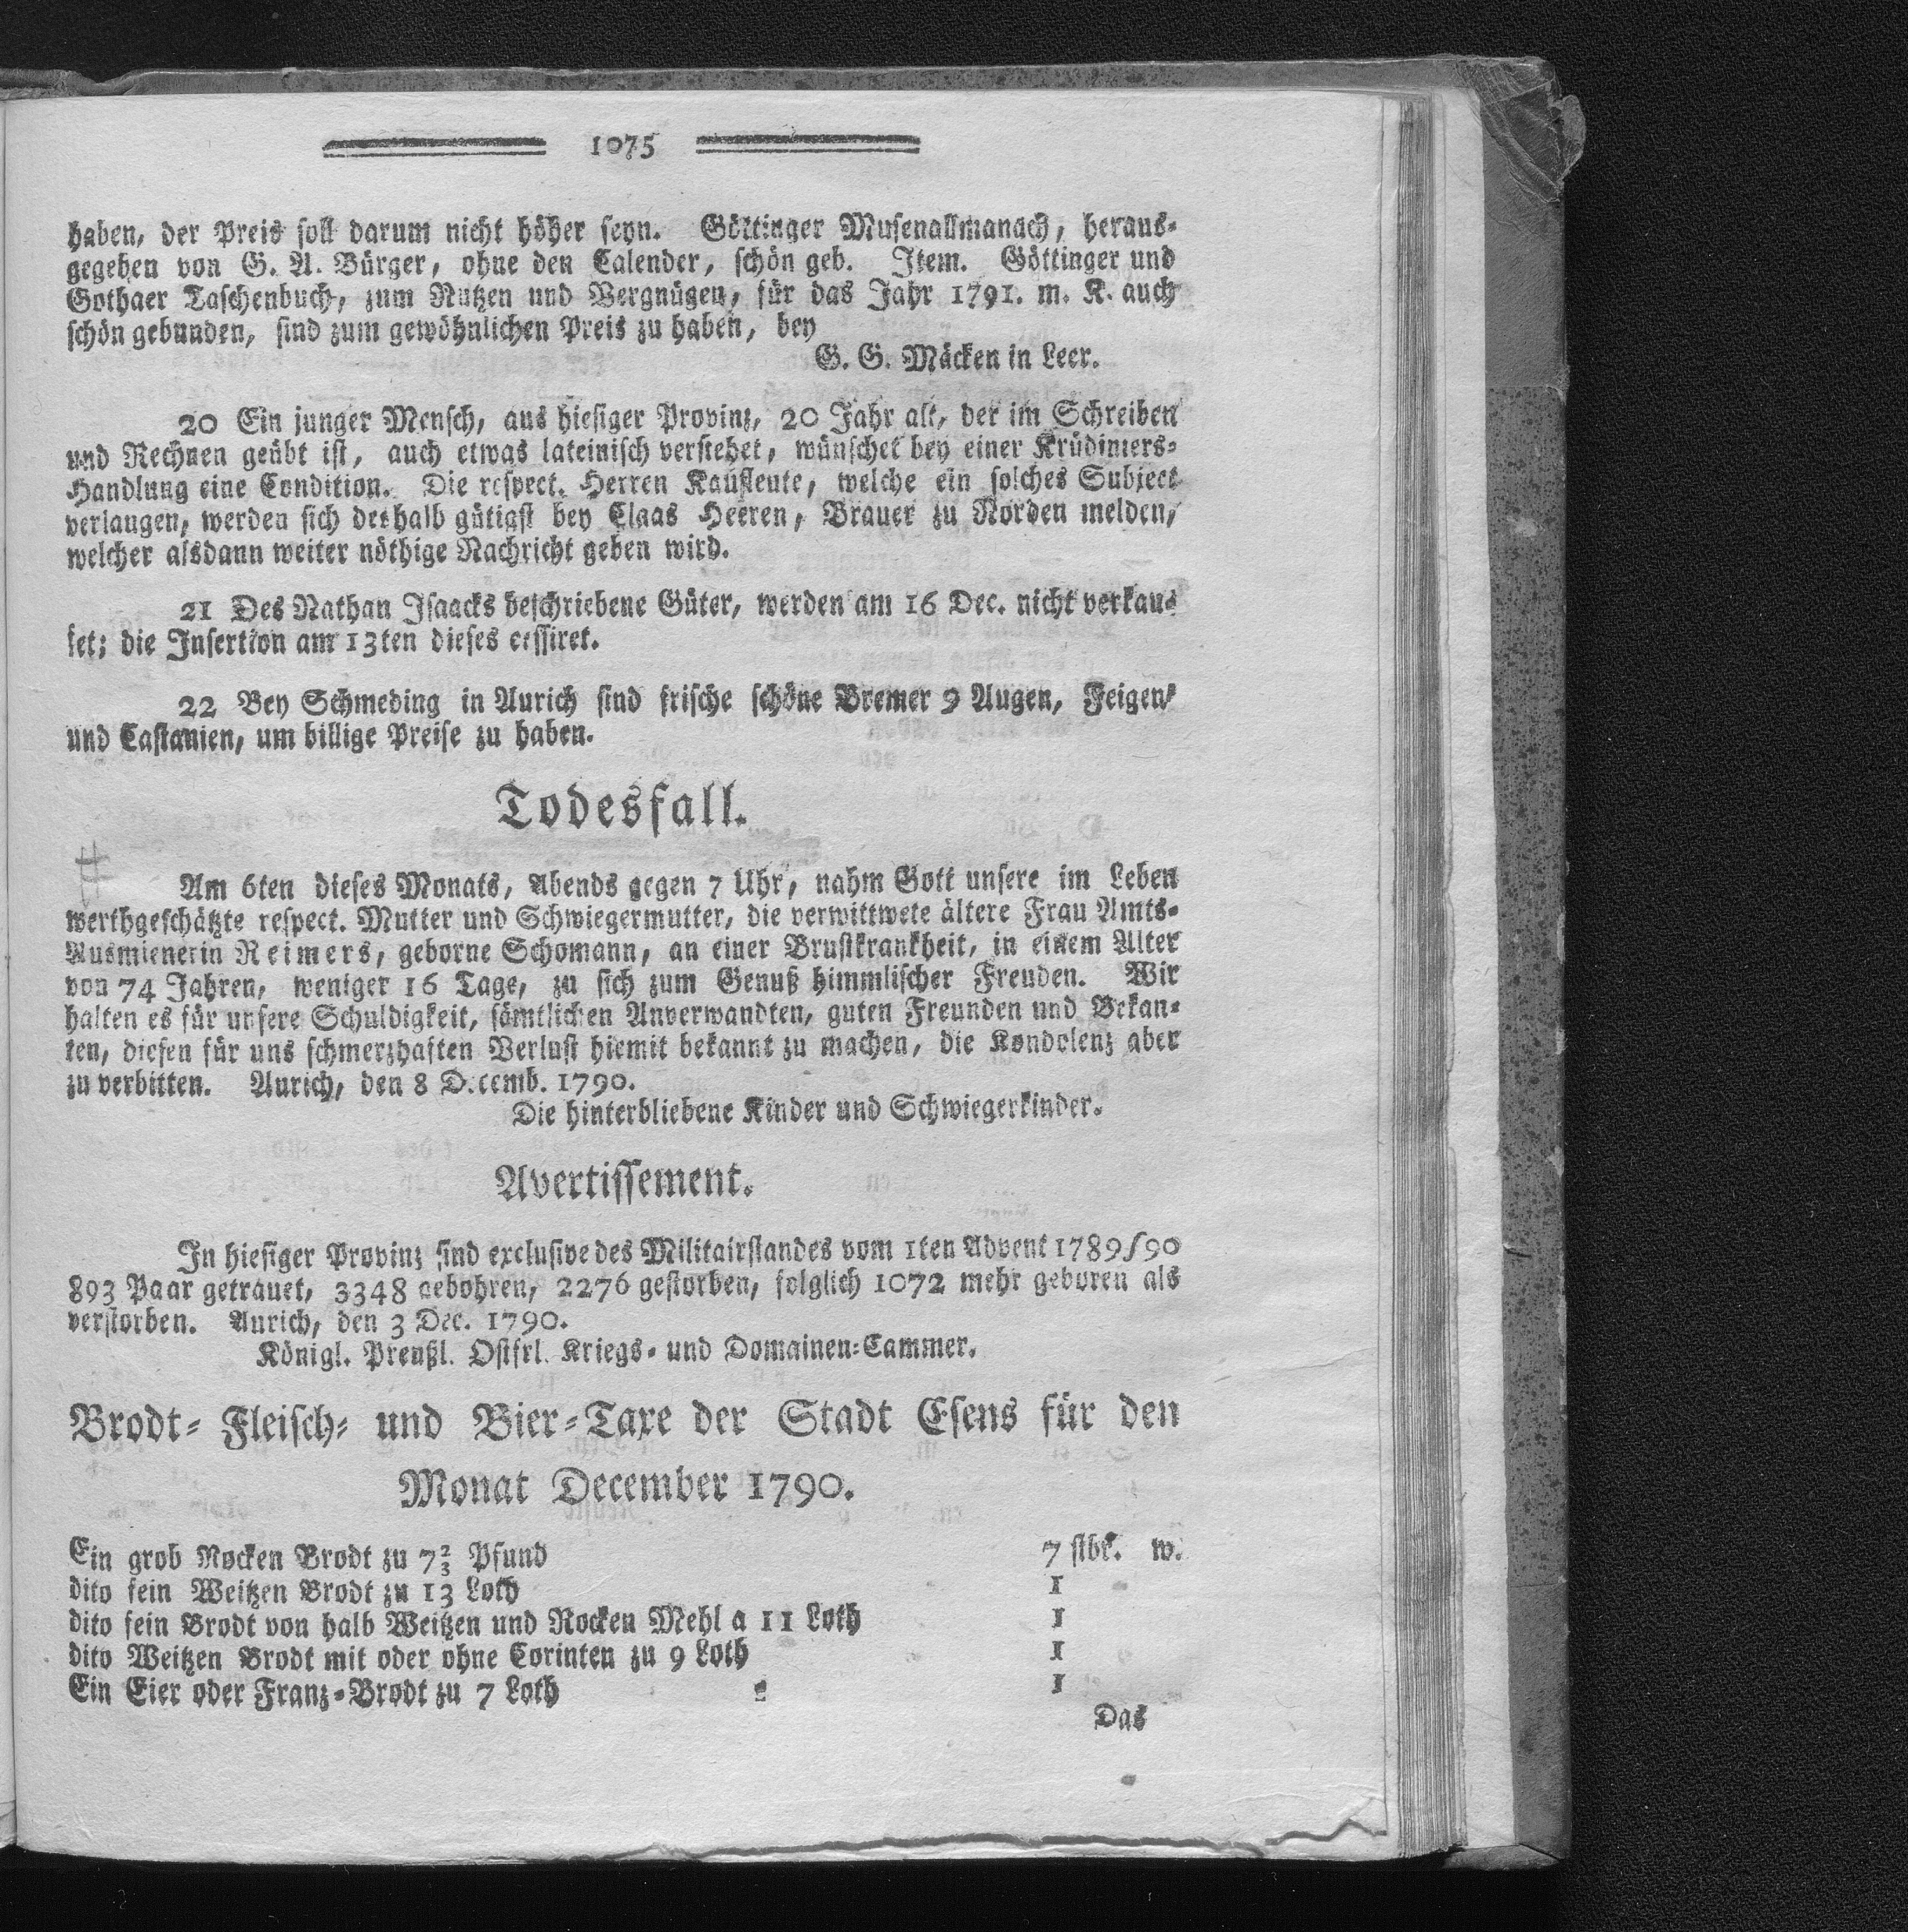 1075
haben, der Preis soll darum nicht höher seyn. Göttinger Musenallmanach, heraus-
gegeben von G. A. Bürger, ohne den Calender, schön geb. Item. Göttinger und
Gothaer Taschenbuch, zum Nutzen und Vergnügen, für das Jahr 1791. m. K. auch
schön gebunden, sind zum gewöhnlichen Preis zu haben, bey
G. G. Mäcken in Leer.
20 Ein junger Mensch, aus hiesiger Provinz, 20 Jahr alt, der im Schreiben
und Rechnen geübt ist, auch etwas lateinisch verstehet, wünschet bey einer Krüdiniers-
Handlung eine Condition. Die respect. Herren Kaufleute, welche ein solches Subject
verlangen, werden sich deshalb gütigst bey Claas Heeren, Brauer zu Norden melden,
welcher alsdann weiter nöthige Nachricht geben wird.
21 Des Nathan Isaacks beschriebene Güter, werden am 16 Dec. nicht verkau-
fet; die Insertion am 13ten dieses cessiret.
22 Bey Schmeding in Aurich sind frische schöne Bremer 9 Augen, Feigen
und Castanien, um billige Preise zu haben.
Todesfall.
Am 6ten dieses Monats, Abends gegen 7 Uhr, nahm Gott unsere im Leben
werthgeschätzte respect. Mutter und Schwiegermutter, die verwittwete ältere Frau Amts-
Ausmienerin Reimers, geborne Schomann, an einer Brustkrankheit, in einem Alter
von 74 Jahren, weniger 16 Tage, zu sich zum Genuß himmlischer Freuden. Wir
halten es für unsere Schuldigkeit, sämtlichen Anverwandten, guten Freunden und Bekan-
ten, diesen für uns schmerzhaften Verlust hiemit bekannt zu machen, die Kondolenz aber
zu verbitten. Aurich, den 8 Decemb. 1790.
Die hinterbliebene Kinder und Schwiegerkinder.
Avertissement.
In hiesiger Provinz sind exclusive des Militairstandes vom 1ten Advent 1789/90
893 Paar getrauet, 3348 gebohren, 2276 gestorben, folglich 1072 mehr geboren als
verstorben. Aurich, den 3 Dec. 1790.
Königl. Preußl. Ostfrl. Kriegs- und Domainen-Cammer.
Brodt- Fleisch- und Bier-Taxe der Stadt Esens für den
Monat December 1790.
Ein grob Rocken Brodt zu 7⅔ Pfund 7 stbr. w.
dito fein Weitzen Brodt zu 13 Loth 1
dito fein Brodt von halb Weitzen und Rocken Mehl a 11 Loth 1
dito Weitzen Brodt mit oder ohne Corinten zu 9 Loth 1
Ein Eier oder Franz-Brodt zu 7 Loth 1
Das